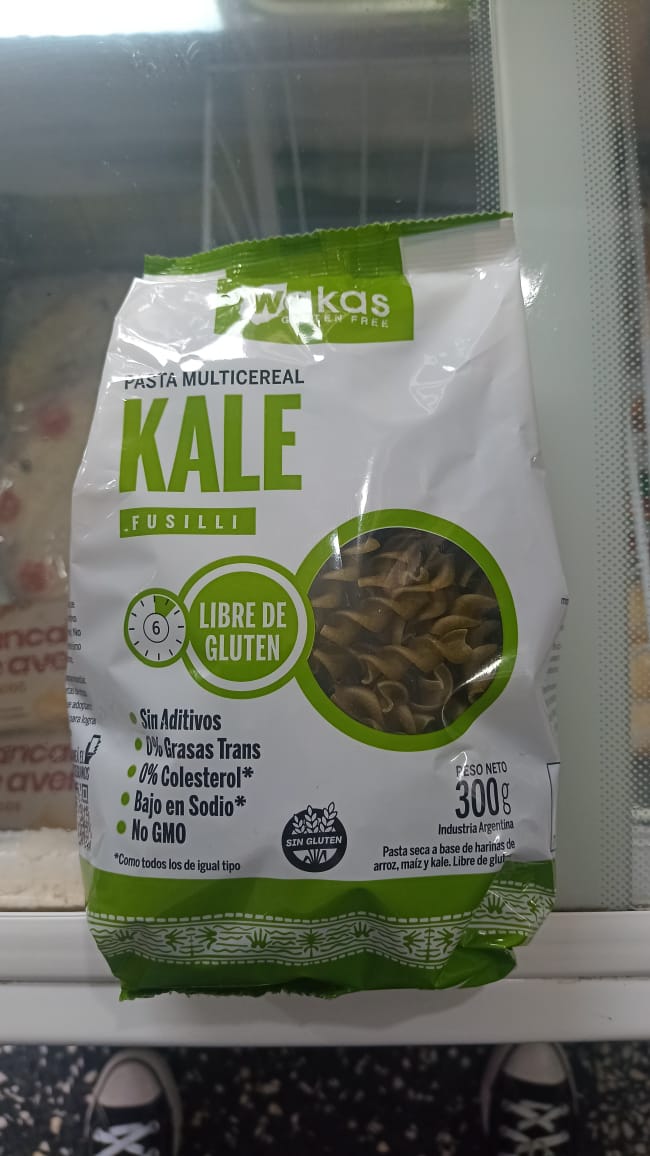 wakas
GLUTEN FREE
PASTA MULTICEREAL
KALE
.FUSILLI
6
LIBRE DE
GLUTEN
Sin Aditivos
0% Grasas Trans
0% Colesterol*
Bajo en Sodio*
No GMO
*Como todos los de igual tipo
SIN GLUTEN
PESO NETO
300g
Industria Argentina
Pasta seca a base de harinas de
arroz, maíz y kale. Libre de